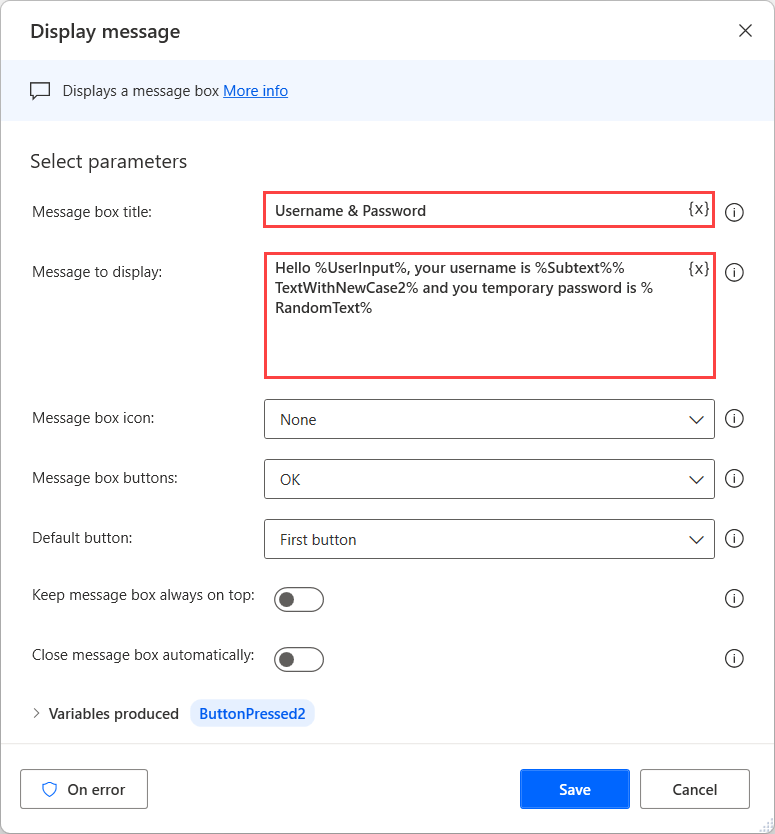 Display message
Displays a message box More info
Select parameters
Message box title:
Username & Password {x}
Message to display:
Hello %UserInput%, your username is %Subtext%% {x}
TextWithNewCase2% and you temporary password is %
RandomText%
Message box icon:
None
Message box buttons:
OK
Default button:
First button
Keep message box always on top:
Close message box automatically:
Variables produced ButtonPressed2
On error Save Cancel